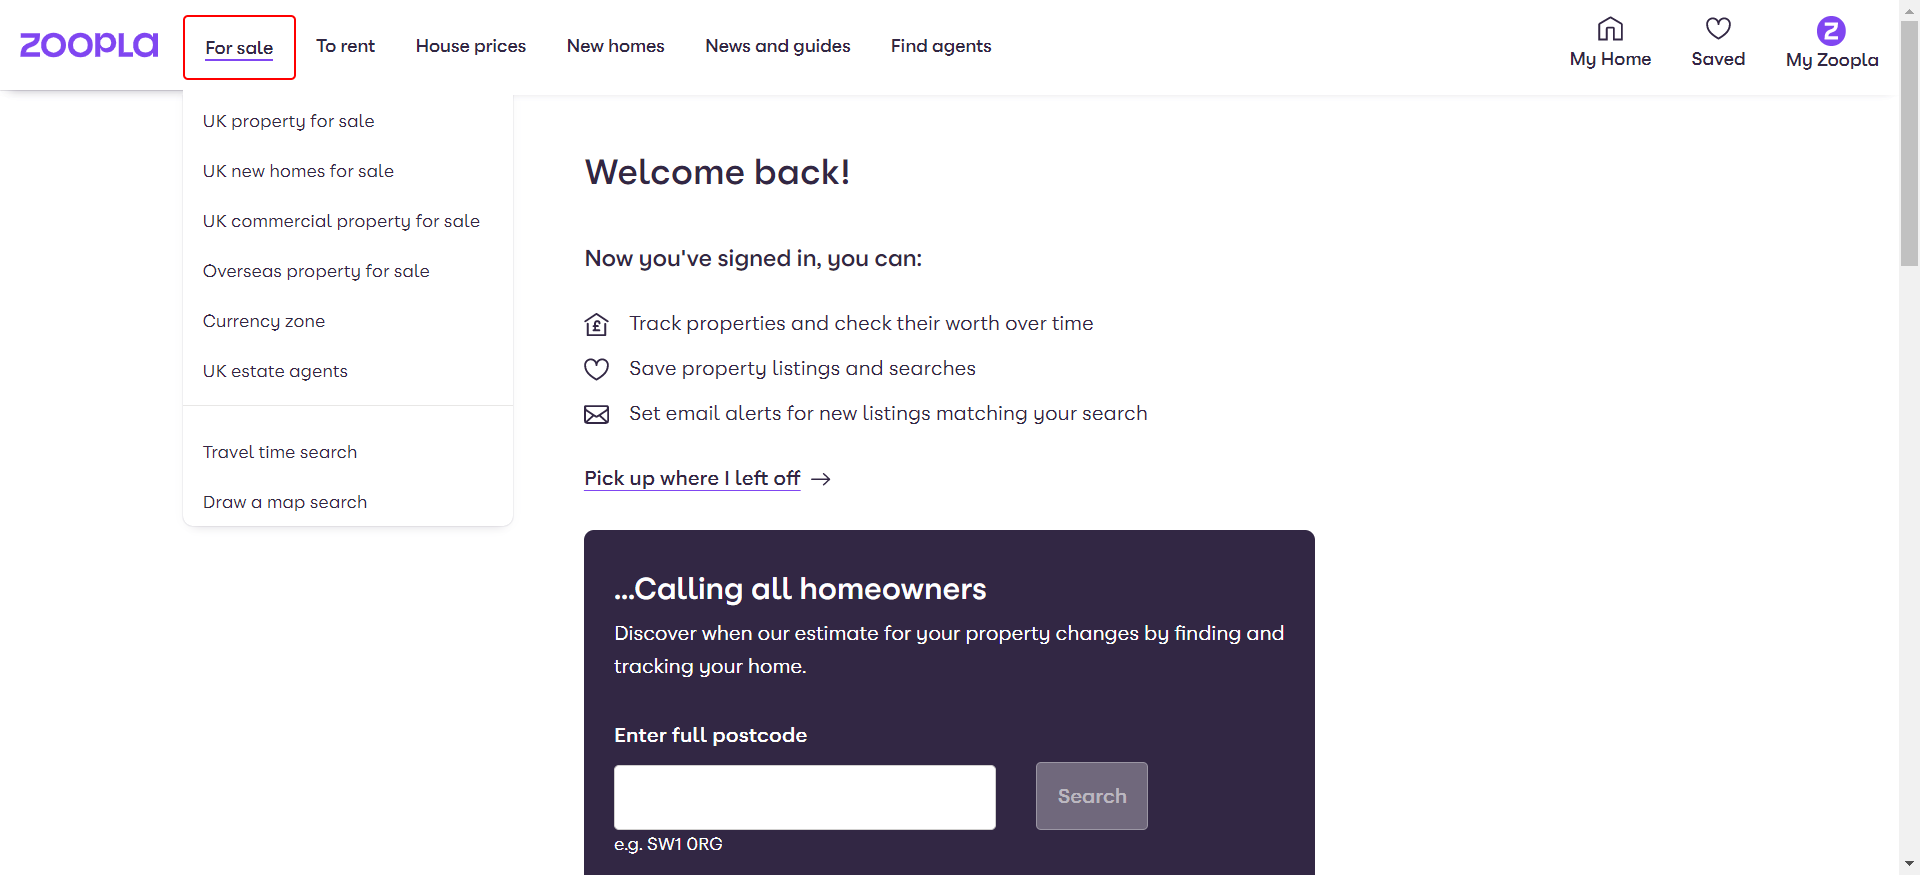 ZOOPLA
For sale
To rent
House prices
New homes
News and guides
Find agents
My Home
Saved
Z
My Zoopla
UK property for sale
UK new homes for sale
UK commercial property for sale
Overseas property for sale
Currency zone
UK estate agents
Travel time search
Draw a map search
Welcome back!
Now you've signed in, you can:
£
Track properties and check their worth over time
Save property listings and searches
Set email alerts for new listings matching your search
Pick up where I left off
...Calling all homeowners
Discover when our estimate for your property changes by finding and
tracking your home.
Enter full postcode
Search
e.g. SW1 0RG